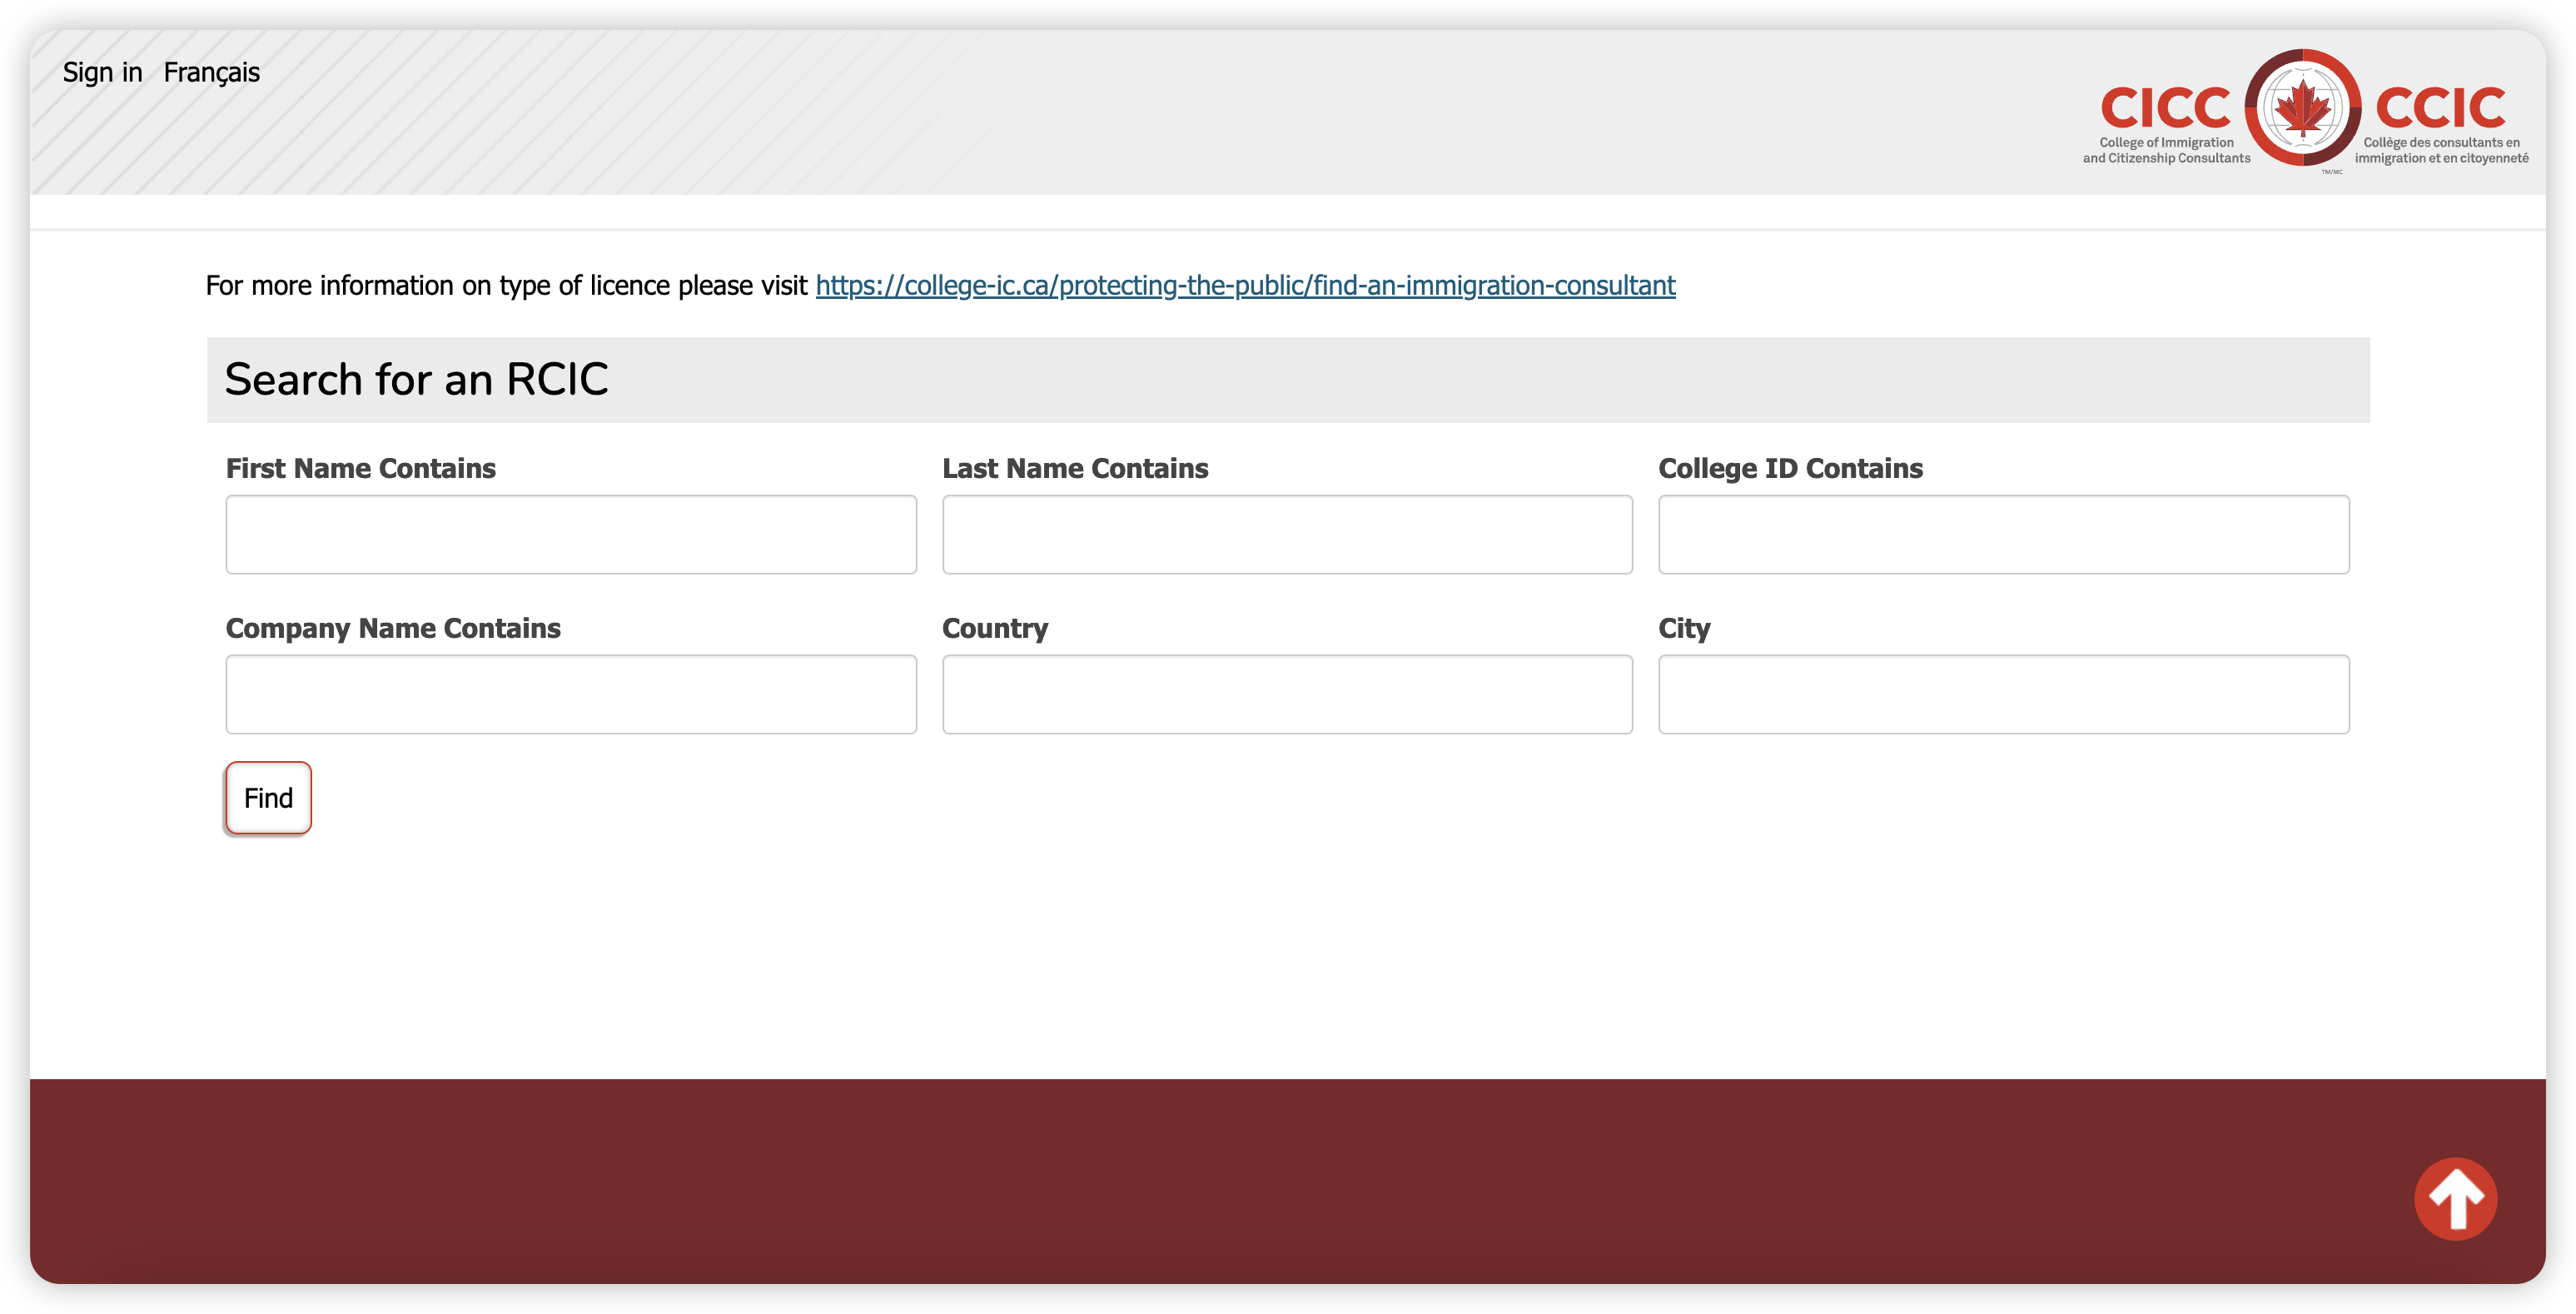 Sign in Français
CICC
College of Immigration
and Citizenship Consultants
CCIC
Collège des consultants en
immigration et en citoyenneté
TM/MC
For more information on type of licence please visit https://college-ic.ca/protecting-the-public/find-an-immigration-consultant
Search for an RCIC
First Name Contains Last Name Contains College ID Contains
Company Name Contains Country City
Find